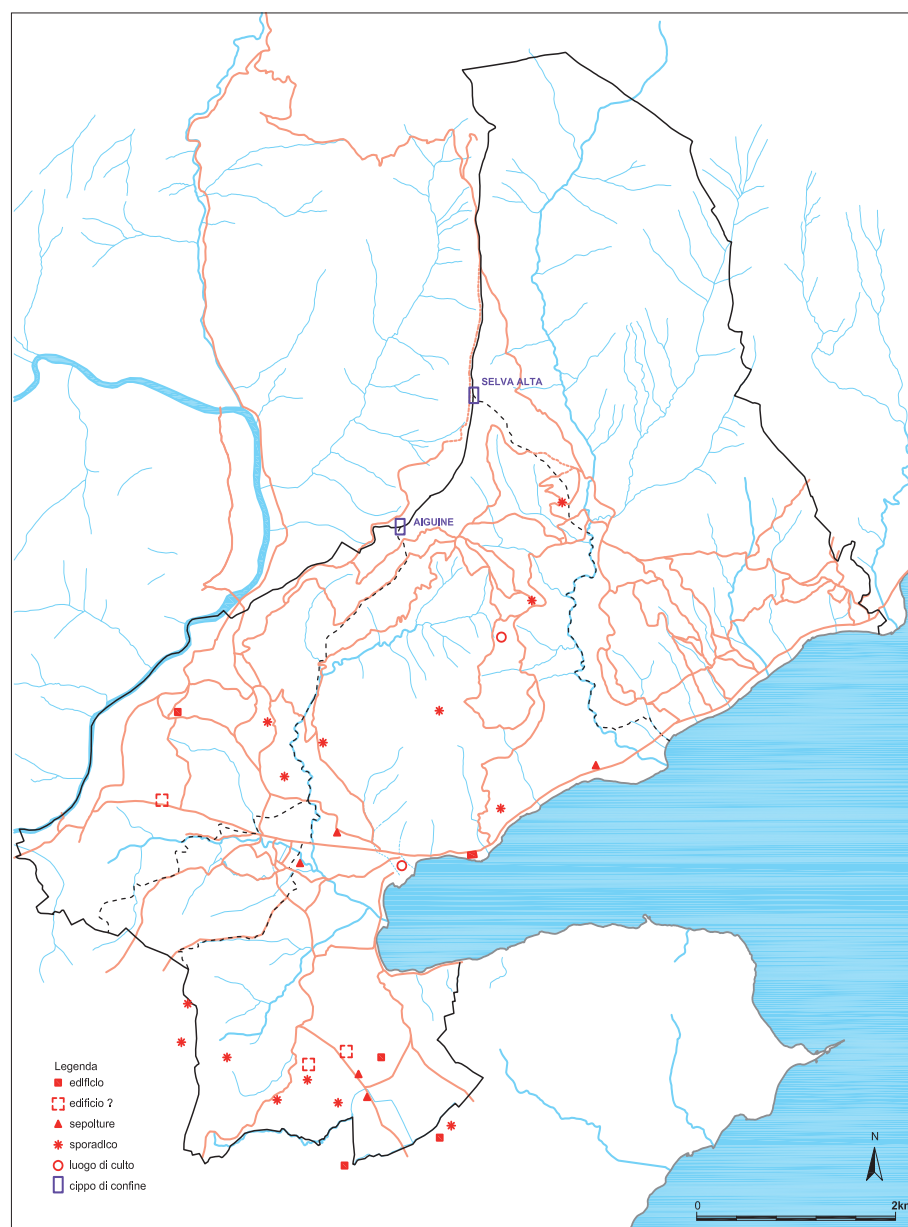 SELVA ALTA
AIGUINE
Legenda
edificio
edificio ?
sepolture
sporadico
luogo di culto
cippo di confine
N
0 2km